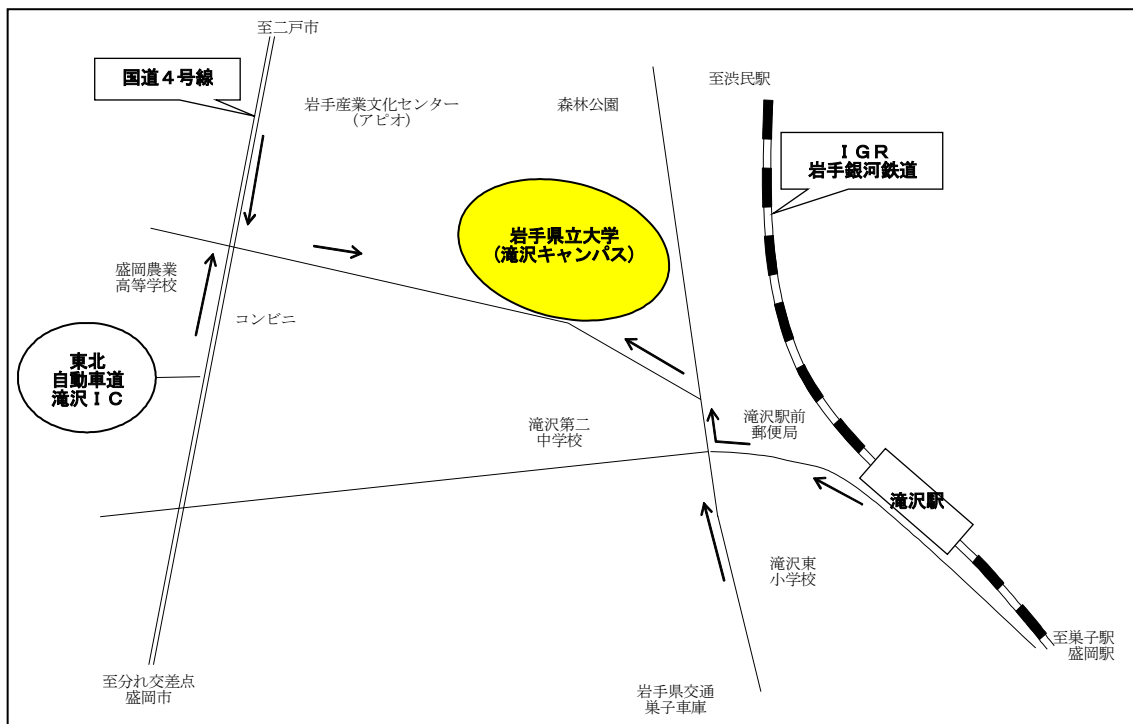 至二戸市
国道４号線
岩手産業文化センター
（アピオ）
森林公園
至渋民駅
ＩＧＲ
岩手銀河鉄道
岩手県立大学
（滝沢キャンパス）
盛岡農業
高等学校
コンビニ
東北
自動車道
滝沢ＩＣ
滝沢第二
中学校
滝沢駅前
郵便局
滝沢駅
滝沢東
小学校
至巣子駅
盛岡駅
至分れ交差点
盛岡市
岩手県交通
巣子車庫